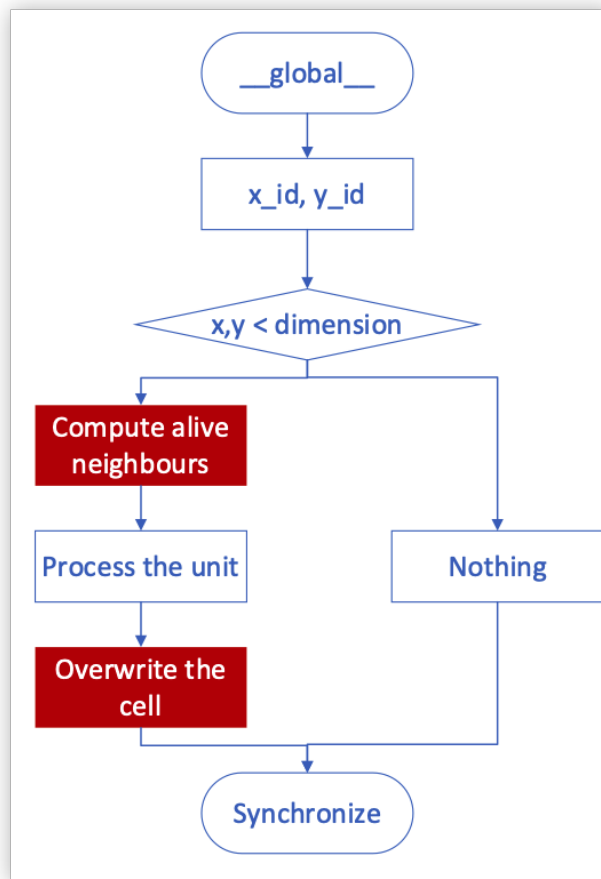 __global__
x_id, y_id
x,y < dimension
Compute alive
neighbours
Process the unit
Nothing
Overwrite the
cell
Synchronize